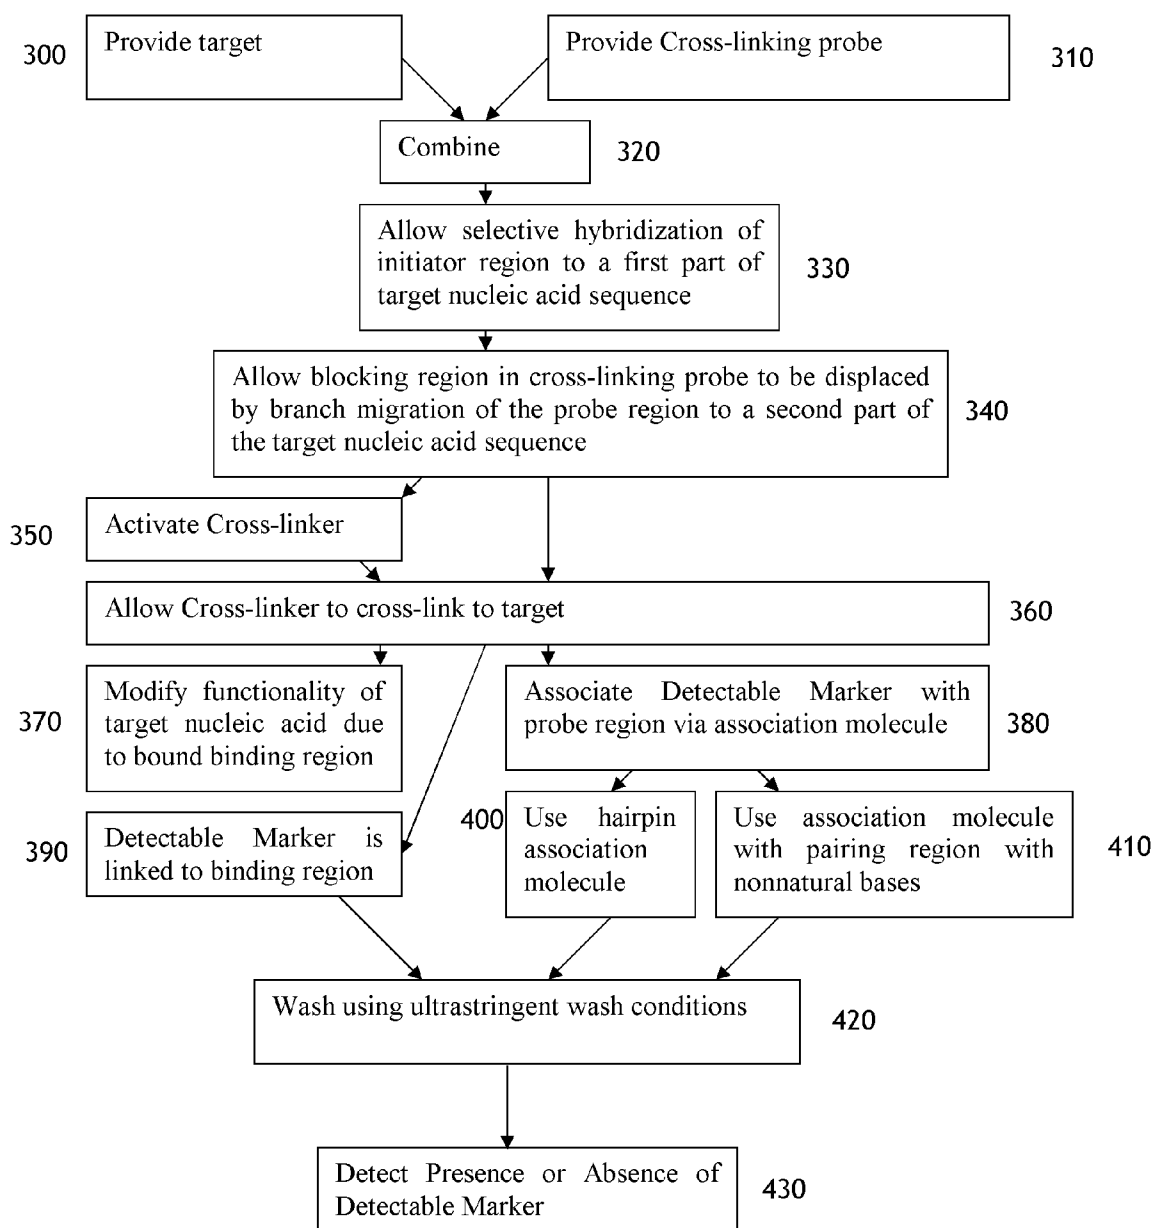 300
Provide target
Provide Cross-linking probe
310
Combine
320
Allow selective hybridization of
initiator region to a first part of
target nucleic acid sequence
330
Allow blocking region in cross-linking probe to be displaced
by branch migration of the probe region to a second part of
the target nucleic acid sequence
340
350
Activate Cross-linker
Allow Cross-linker to cross-link to target
360
370
Modify functionality of
target nucleic acid due
to bound binding region
Associate Detectable Marker with
probe region via association molecule
380
390
Detectable Marker is
linked to binding region
400
Use hairpin
association
molecule
Use association molecule
with pairing region with
nonnatural bases
410
Wash using ultrastringent wash conditions
420
Detect Presence or Absence of
Detectable Marker
430